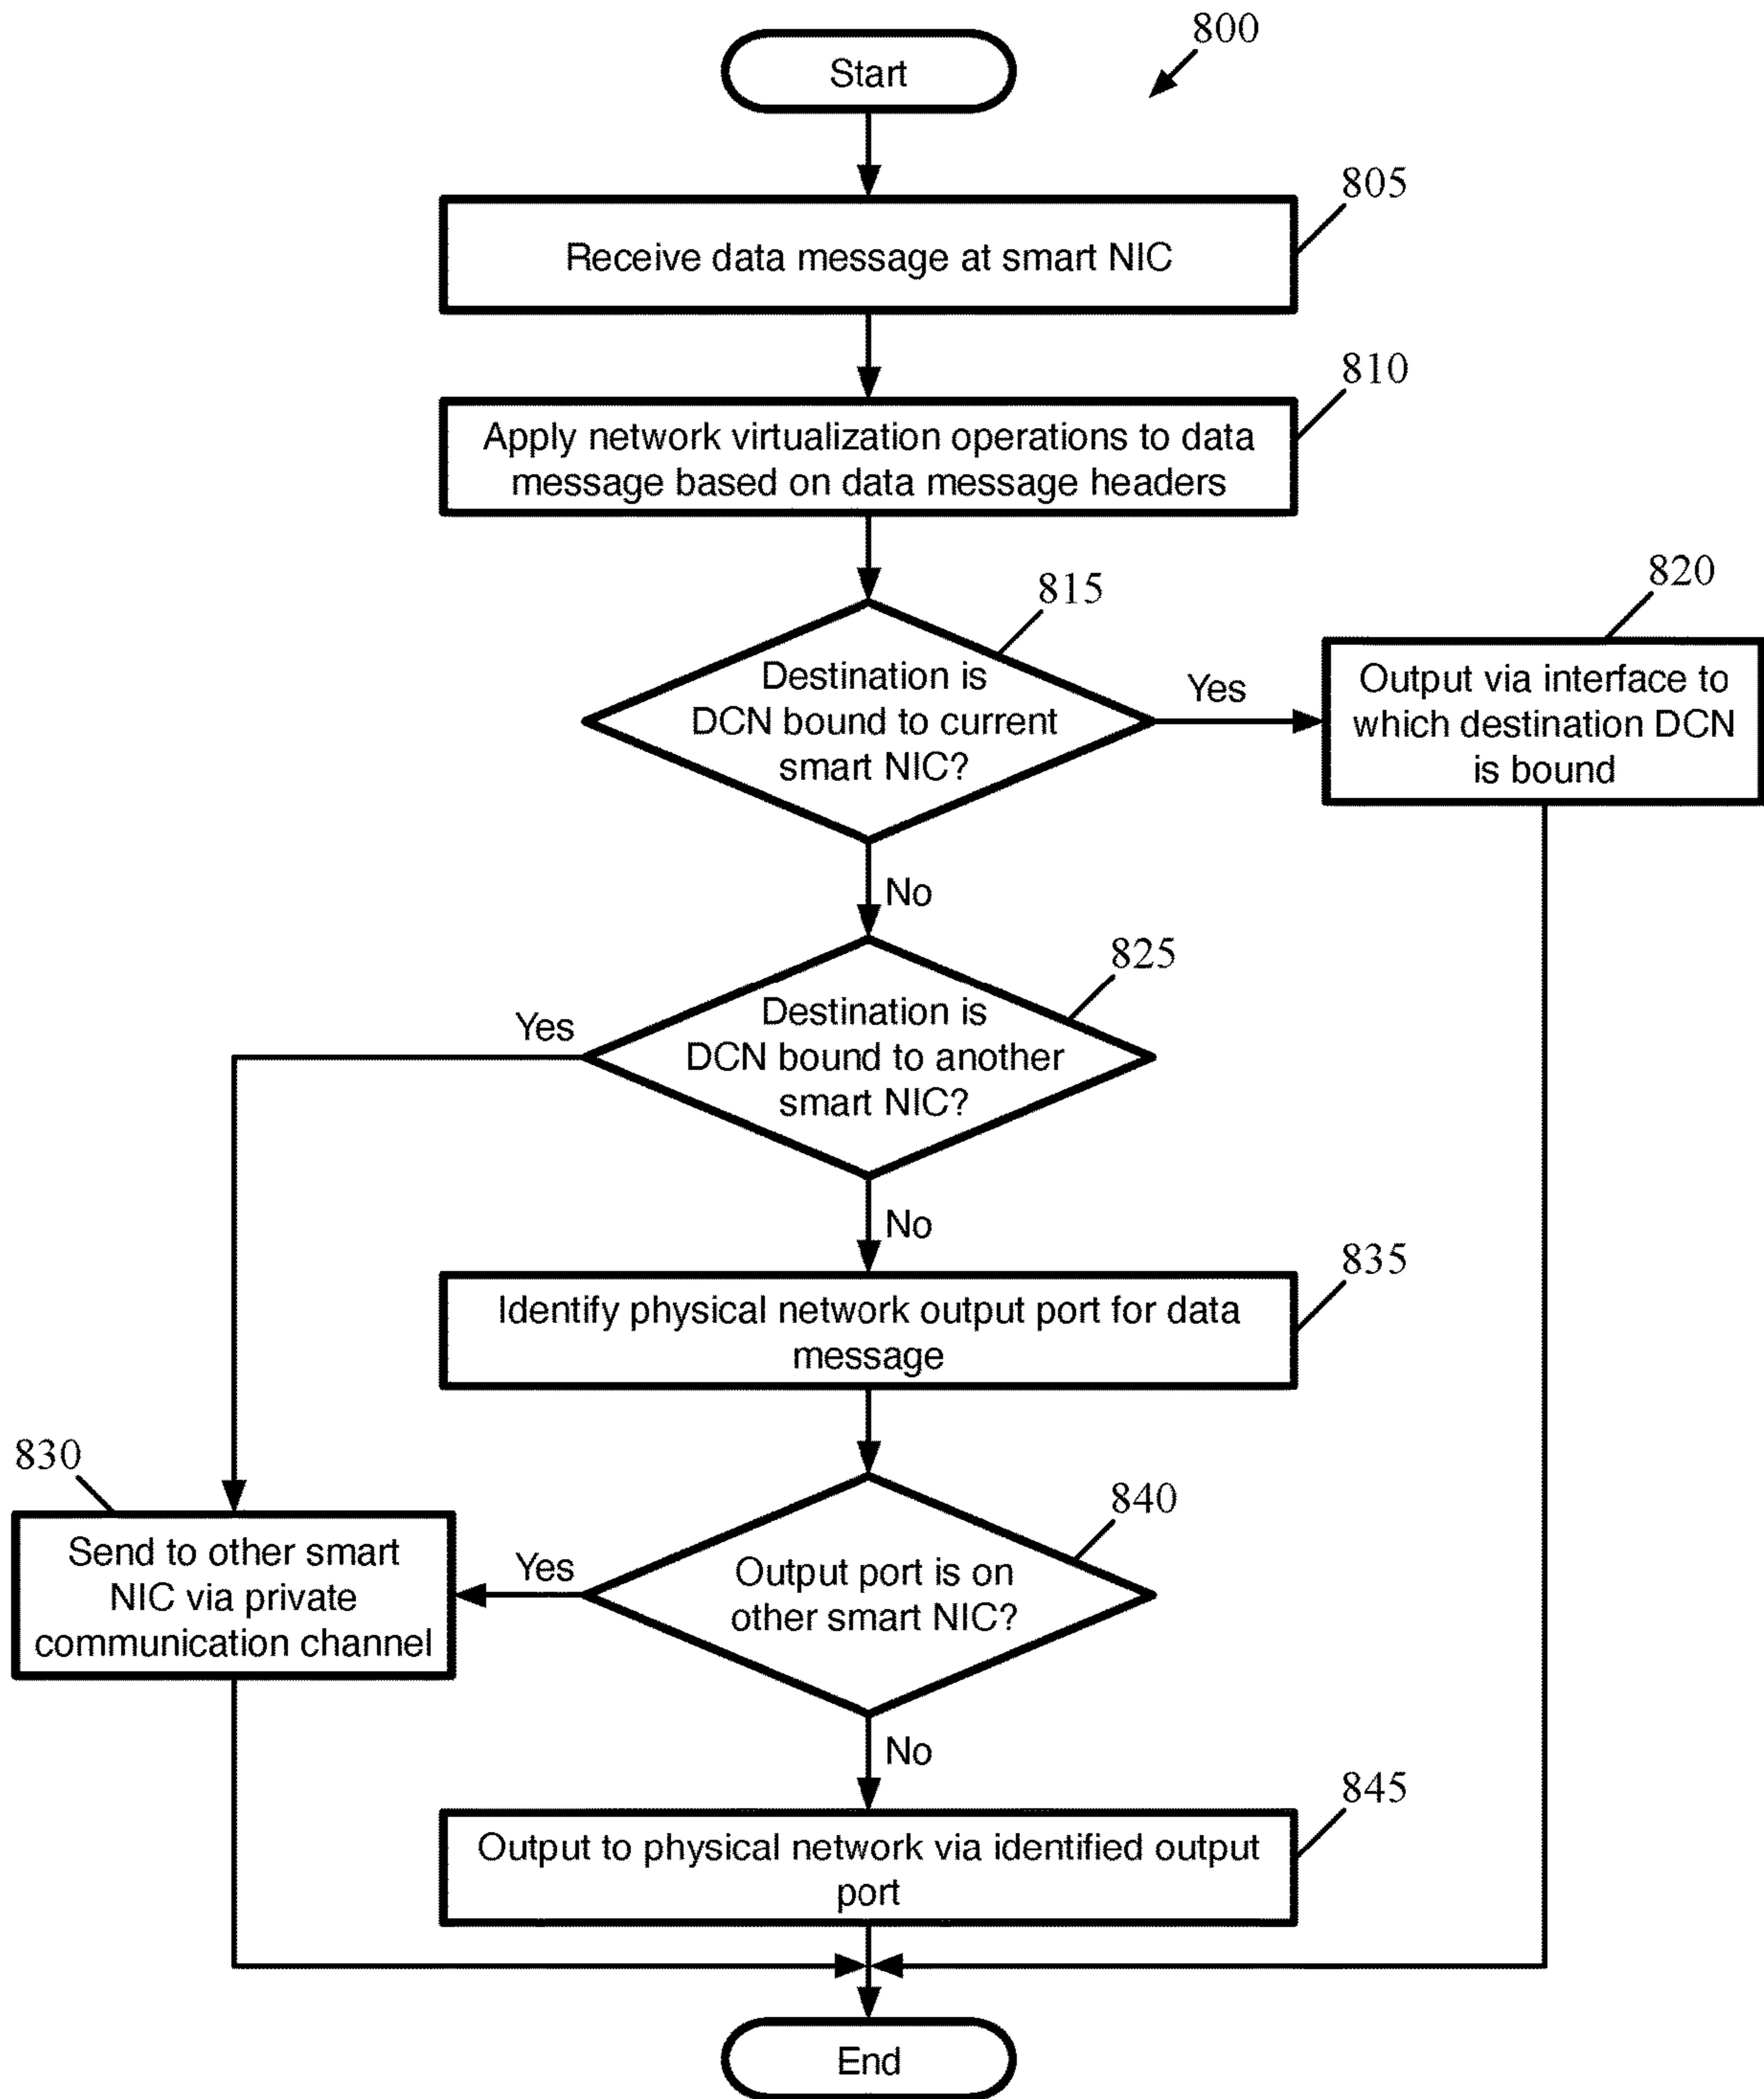 800
Start
805
Receive data message at smart NIC
810
Apply network virtualization operations to data
message based on data message headers
815
820
Destination is
DCN bound to current
smart NIC?
Yes
Output via interface to
which destination DCN
is bound
No
825
Destination is
DCN bound to another
smart NIC?
Yes
No
835
Identify physical network output port for data
message
830
840
Send to other smart
NIC via private
communication channel
Yes
Output port is on
other smart NIC?
No
845
Output to physical network via identified output
port
End